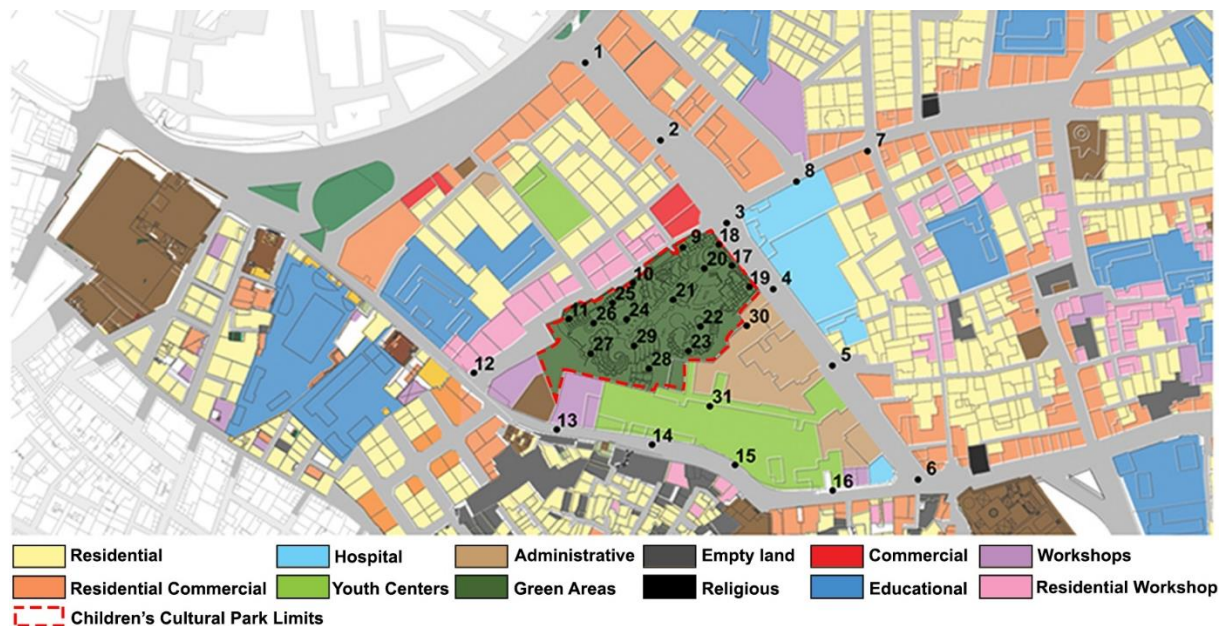 1
2
7
8
3
18
9
17
20
10
19
4
21
25
24
11
26
22
30
29
23
27
28
5
12
31
13
14
15
6
16
Residential
Hospital
Administrative
Empty land
Commercial
Workshops
Residential Commercial
Youth Centers
Green Areas
Religious
Educational
Residential Workshop
Children's Cultural Park Limits